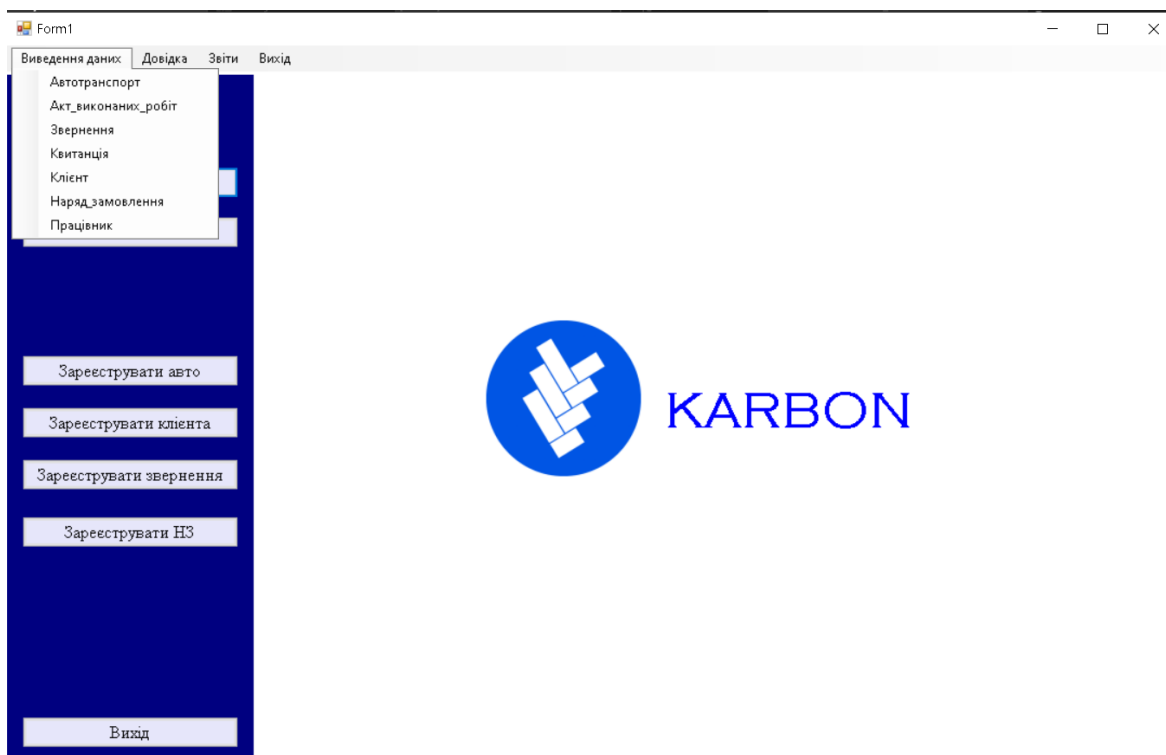 Form1
Виведення даних Довідка Звіти Вихід
Автотранспорт
Акт_виконаних_робіт
Звернення
Квитанція
Клієнт
Наряд_замовлення
Працівник
Зареєструвати авто
Зареєструвати клієнта
Зареєструвати звернення
Зареєструвати НЗ
Вихід
KARBON